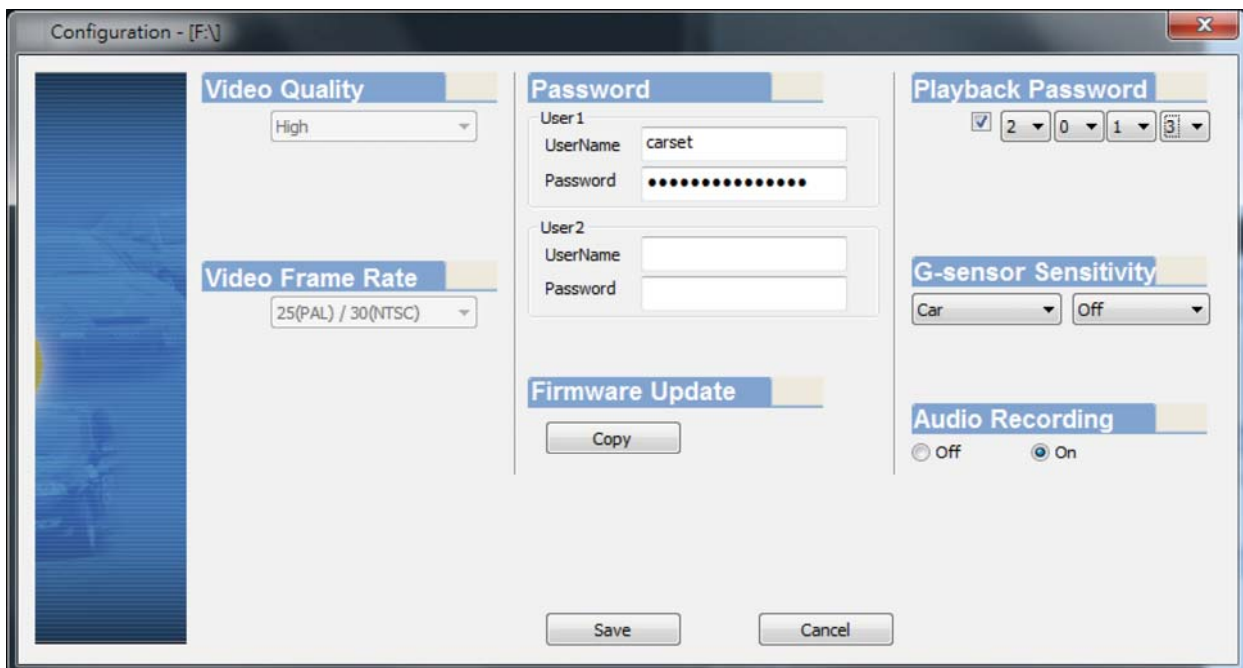 Configuration - [F:\]
Video Quality
High
Video Frame Rate
25(PAL) / 30(NTSC)
Password
User1
UserName carset
Password •••••••••••••••
User2
UserName
Password
Firmware Update
Copy
Playback Password
2 0 1 3
G-sensor Sensitivity
Car Off
Audio Recording
Off On
Save Cancel